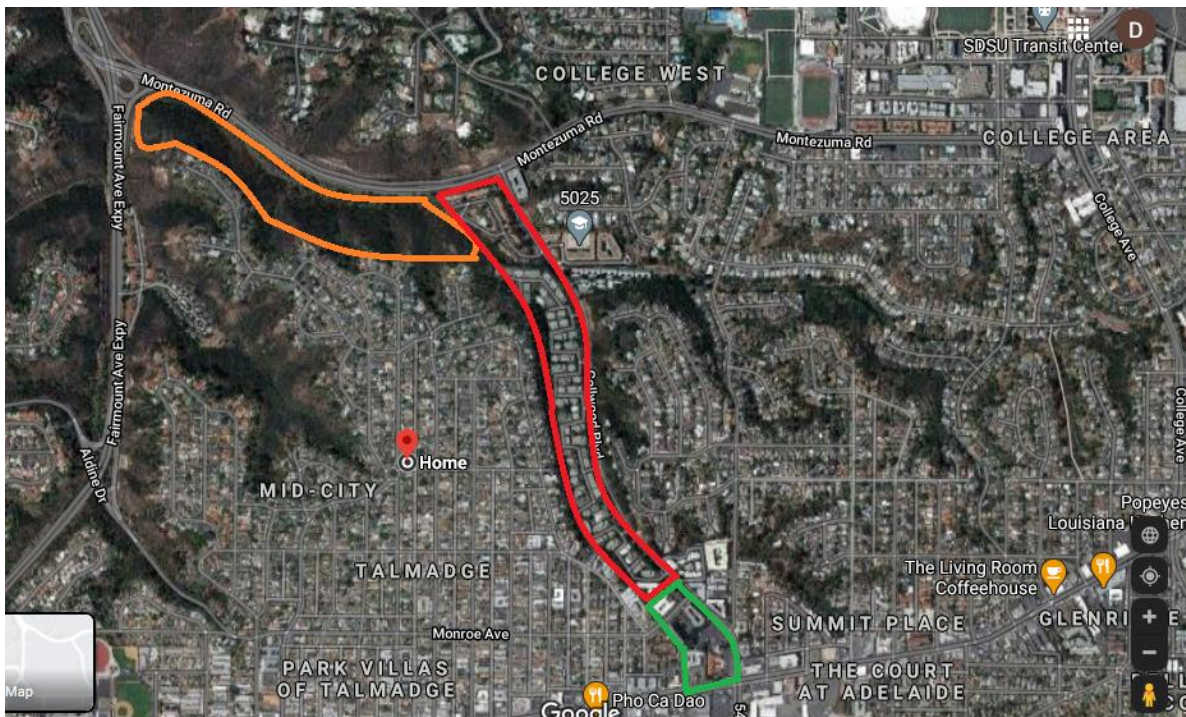 SDSU Transit Center
D
COLLEGE WEST
Montezuma Rd
Montezuma Rd
Montezuma Rd
COLLEGE AREA
Fairmount Ave Expy
5025
College Ave
Fairmount Ave Expy
Collwood Blvd
College Ave
Aldine Dr
Home
MID-CITY
Popeyes
Louisiana
The Living Room
Coffeehouse
TALMADGE
SUMMIT PLACE
Monroe Ave
PARK VILLAS
OF TALMADGE
THE COURT
AT ADELAIDE
Map
Pho Ca Dao
Google